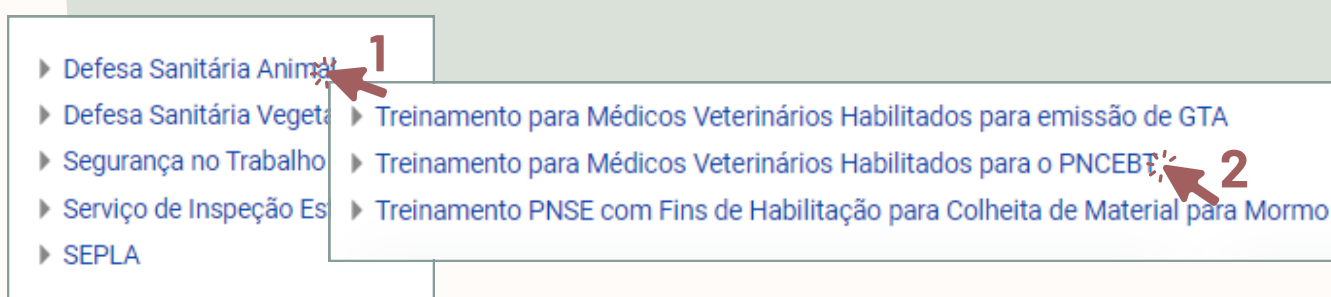 1
Defesa Sanitária Animal
Defesa Sanitária Vegeta
Segurança no Trabalho
Serviço de Inspeção Es
SEPLA
Treinamento para Médicos Veterinários Habilitados para emissão de GTA
Treinamento para Médicos Veterinários Habilitados para o PNCEBT
2
Treinamento PNSE com Fins de Habilitação para Colheita de Material para Mormo